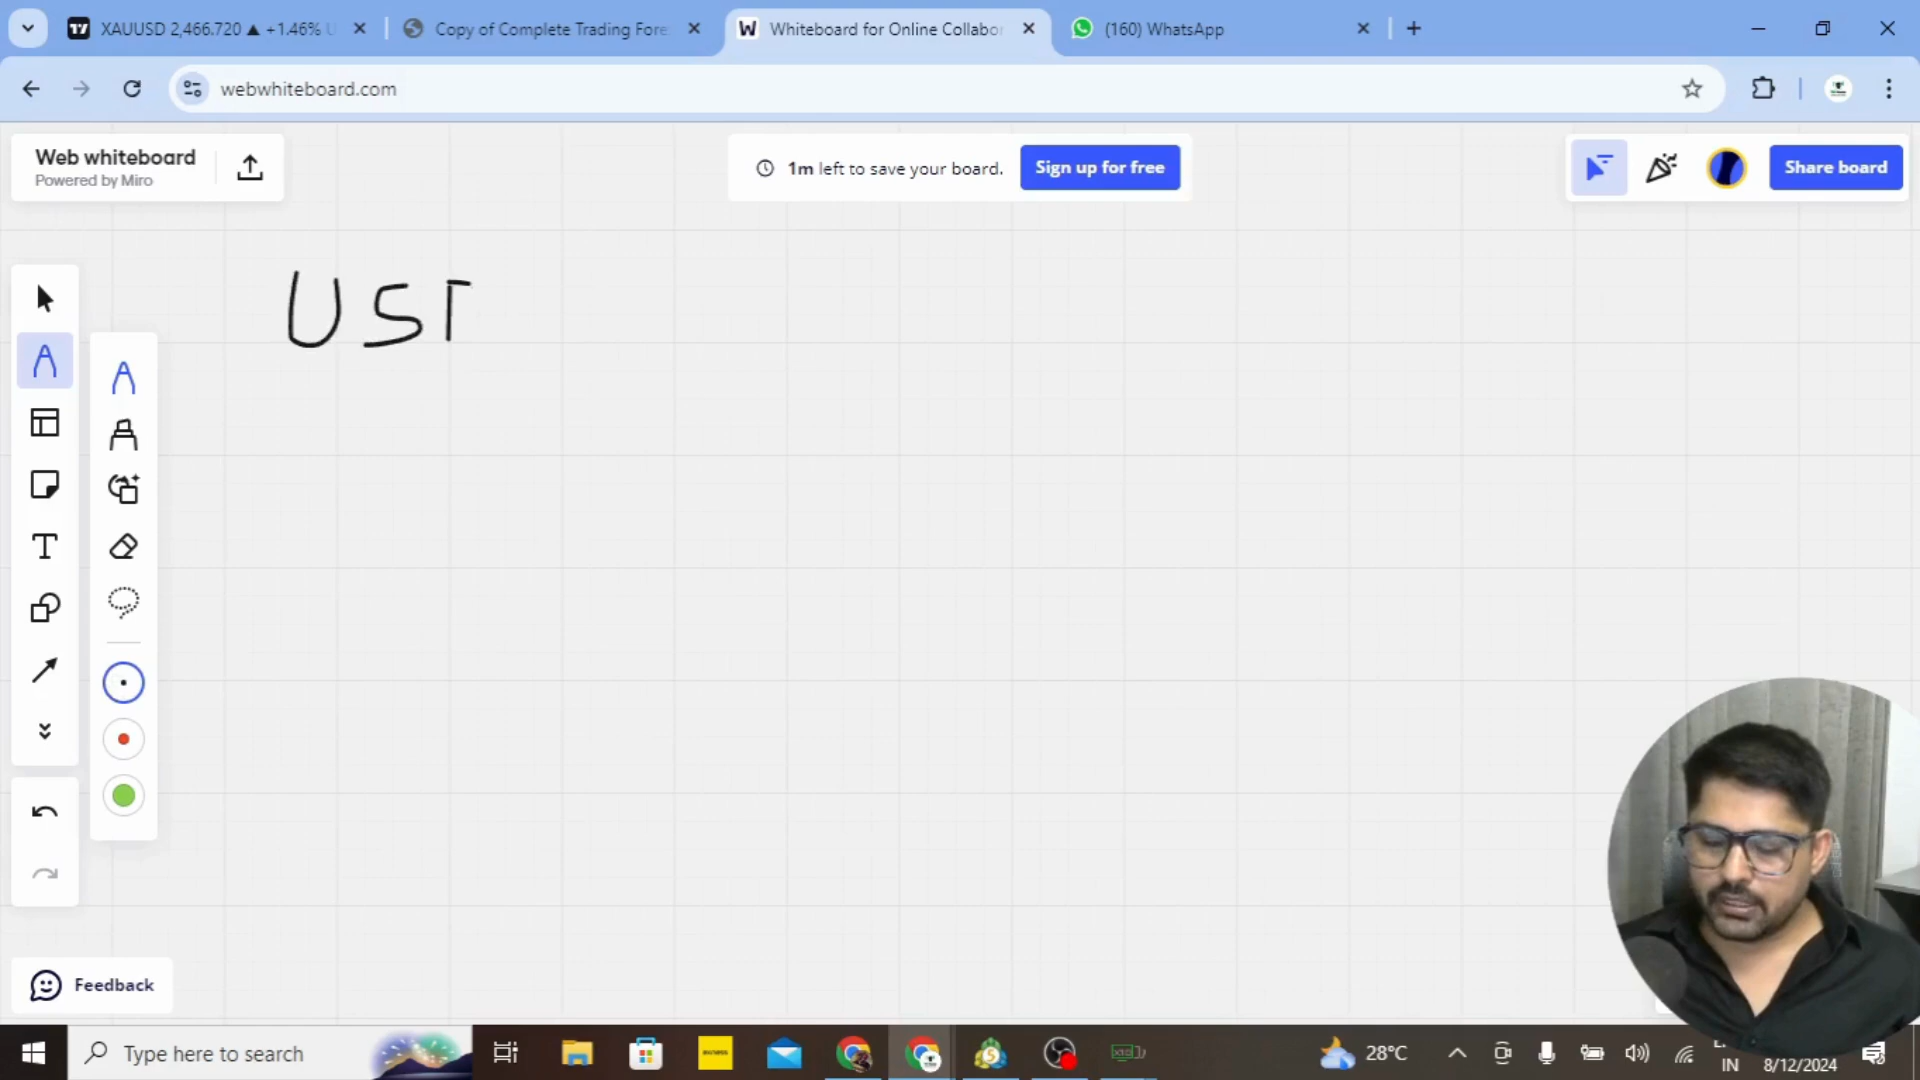 XAUUSD 2,466.720 ▲ +1.46% U
Copy of Complete Trading Fore
Whiteboard for Online Collabor
(160) WhatsApp
webwhiteboard.com
Web whiteboard
Powered by Miro
1m left to save your board.
Sign up for free
Share board
US
Feedback
Type here to search
28°C
IN
8/12/2024